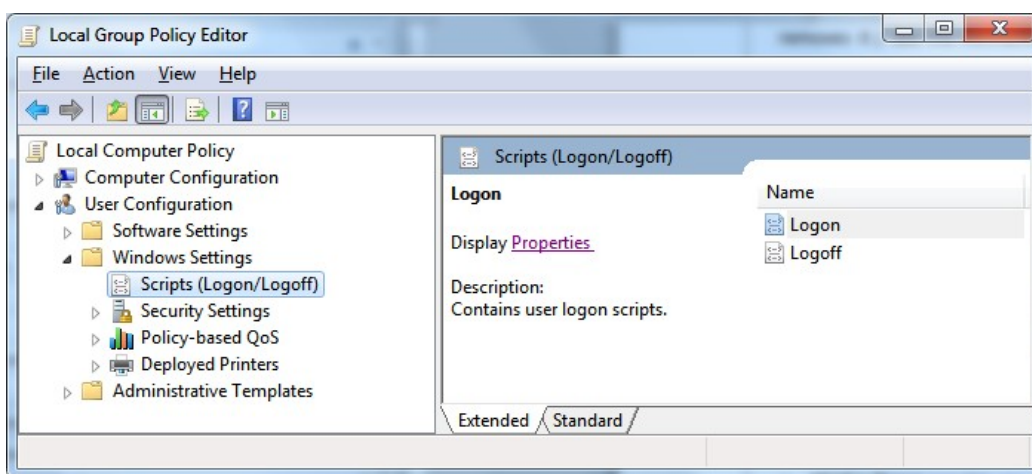 Local Group Policy Editor
File Action View Help
Local Computer Policy
Computer Configuration
User Configuration
Software Settings
Windows Settings
Scripts (Logon/Logoff)
Security Settings
Policy-based QoS
Deployed Printers
Administrative Templates
Scripts (Logon/Logoff)
Logon
Display Properties
Description:
Contains user logon scripts.
Name
Logon
Logoff
Extended Standard